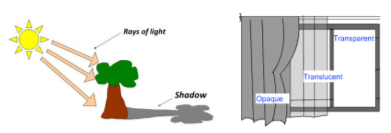 Rays of light
Shadow
Transparent
Translucent
Opaque